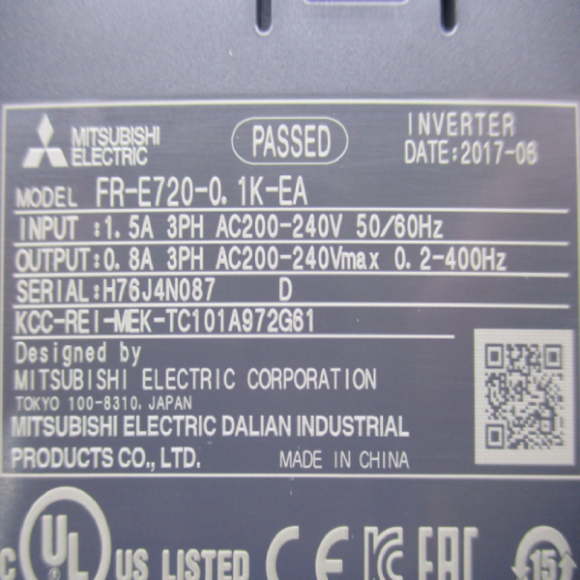 MITSUBISHI ELECTRIC
PASSED
INVERTER
DATE:2017-06
MODEL FR-E720-0.1K-EA
INPUT :1.5A 3PH AC200-240V 50/60Hz
OUTPUT:0.8A 3PH AC200-240Vmax 0.2-400Hz
SERIAL:H76J4N087 D
KCC-REI-MEK-TC101A972G61
Designed by
MITSUBISHI ELECTRIC CORPORATION
TOKYO 100-8310, JAPAN
MITSUBISHI ELECTRIC DALIAN INDUSTRIAL
PRODUCTS CO., LTD. MADE IN CHINA
C UL US LISTED CE EAC 15